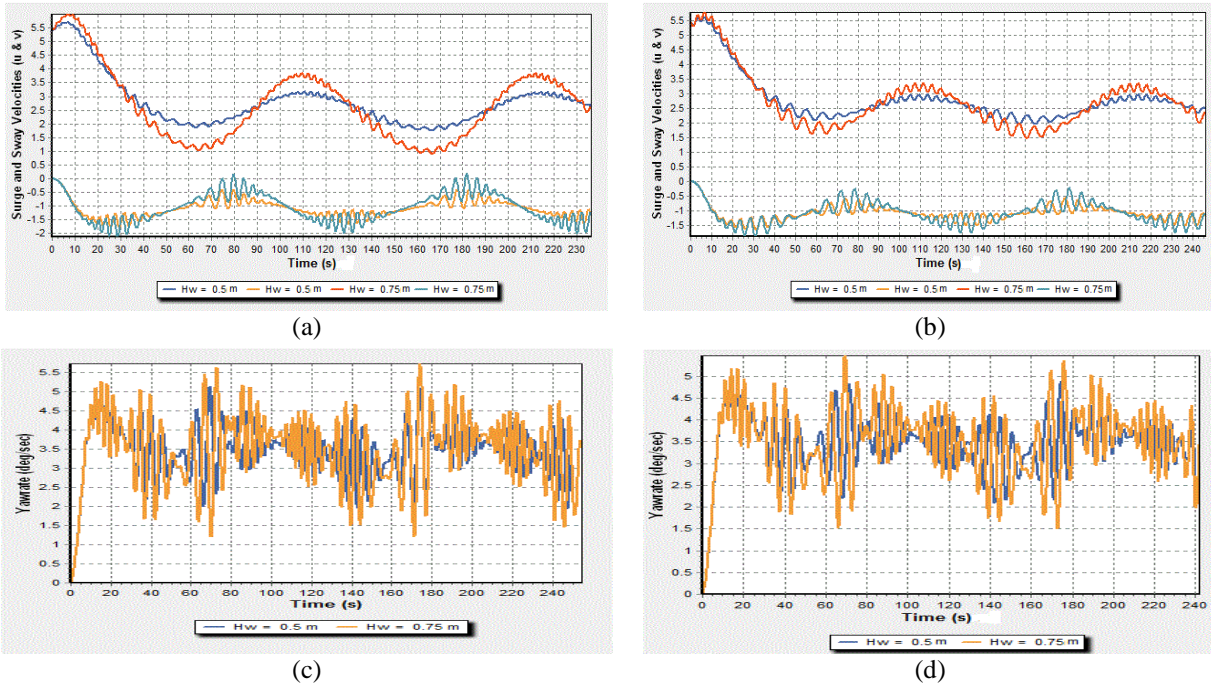 Surge and Sway Velocities (u & v)
5.5
5
4.5
4
3.5
3
2.5
2
1.5
1
0.5
0
-0.5
-1
-1.5
-2
0 10 20 30 40 50 60 70 80 90 100 110 120 130 140 150 160 170 180 190 200 210 220 230
Time (s)
Hw = 0.5 m Hw = 0.5 m Hw = 0.75 m Hw = 0.75 m
(a)
Surge and Sway Velocities (u & v)
5.5
5
4.5
4
3.5
3
2.5
2
1.5
1
0.5
0
-0.5
-1
-1.5
0 10 20 30 40 50 60 70 80 90 100 110 120 130 140 150 160 170 180 190 200 210 220 230 240
Time (s)
Hw = 0.5 m Hw = 0.5 m Hw = 0.75 m Hw = 0.75 m
(b)
Yawrate (deg/sec)
5.5
5
4.5
4
3.5
3
2.5
2
1.5
1
0.5
0
0 20 40 60 80 100 120 140 160 180 200 220 240
Time (s)
Hw = 0.5 m Hw = 0.75 m
(c)
Yawrate (deg/sec)
5
4.5
4
3.5
3
2.5
2
1.5
1
0.5
0
0 20 40 60 80 100 120 140 160 180 200 220 240
Time (s)
Hw = 0.5 m Hw = 0.75 m
(d)